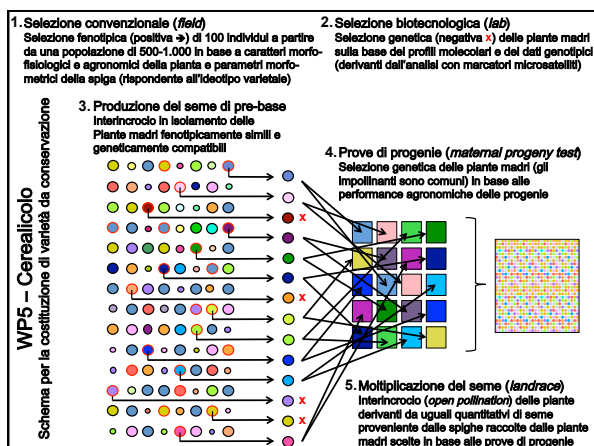 1. Selezione convenzionale (field)
Selezione fenotipica (positiva ➔) di 100 individui a partire
da una popolazione di 500-1.000 in base a caratteri morfo-
fisiologici e agronomici della pianta e parametri morfo-
metrici della spiga (rispondente all'ideotipo varietale)
2. Selezione biotecnologica (lab)
Selezione genetica (negativa x) delle piante madri
sulla base dei profili molecolari e dei dati genotipici
(derivanti dall'analisi con marcatori microsatelliti)
WP5 – Cerealicolo
Schema per la costituzione di varietà da conservazione
3. Produzione del seme di pre-base
Interincrocio in isolamento delle
Piante madri fenotipicamente simili e
geneticamente compatibili
x
x
x
x
4. Prove di progenie (maternal progeny test)
Selezione genetica delle piante madri (gli
impollinanti sono comuni) in base alle
performance agronomiche delle progenie
5. Moltiplicazione del seme (landrace)
Interincrocio (open pollination) delle piante
derivanti da uguali quantitativi di seme
proveniente dalle spighe raccolte dalle piante
madri scelte in base alle prove di progenie